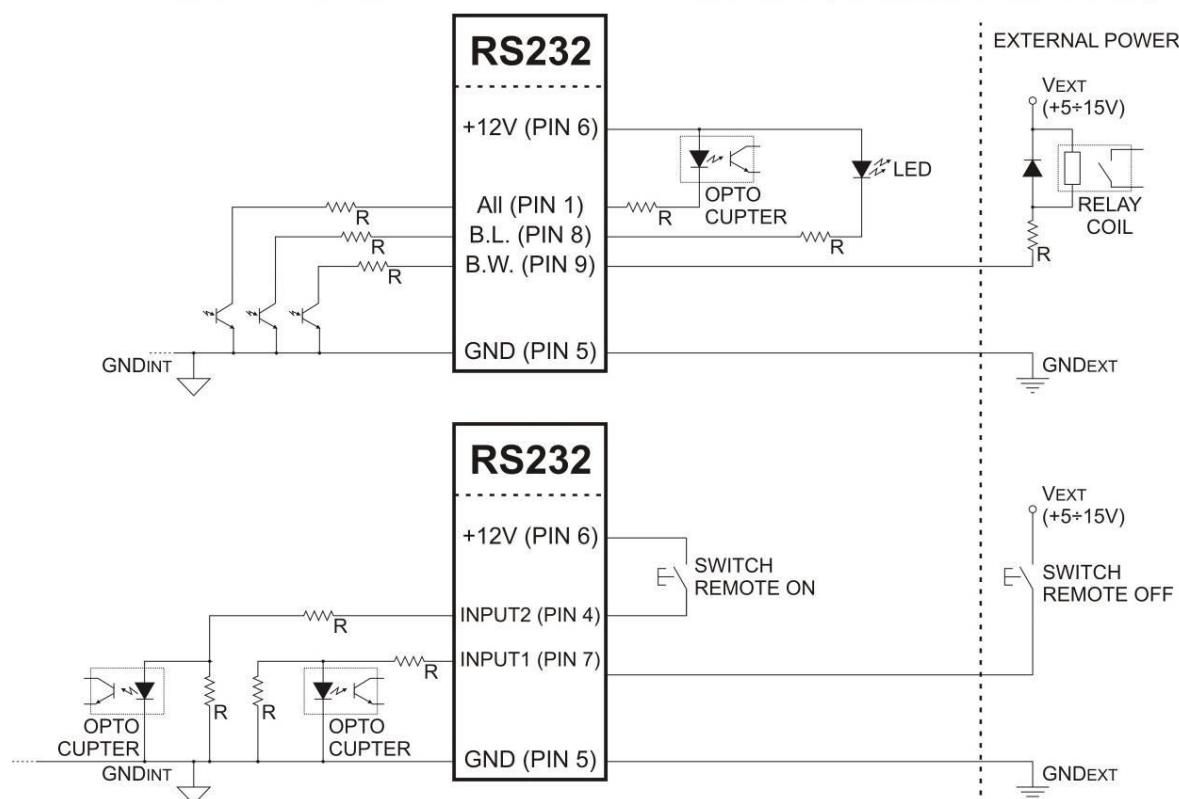 RS232
EXTERNAL POWER
VEXT
(+5÷15V)
+12V (PIN 6)
LED
OPTO
CUPTER
RELAY
COIL
All (PIN 1)
R
R
B.L. (PIN 8)
R
R
B.W. (PIN 9)
R
R
GND (PIN 5)
GNDINT
GNDEXT
RS232
VEXT
(+5÷15V)
+12V (PIN 6)
SWITCH
REMOTE ON
SWITCH
REMOTE OFF
INPUT2 (PIN 4)
R
INPUT1 (PIN 7)
R
R
R
OPTO
CUPTER
OPTO
CUPTER
GND (PIN 5)
GNDINT
GNDEXT